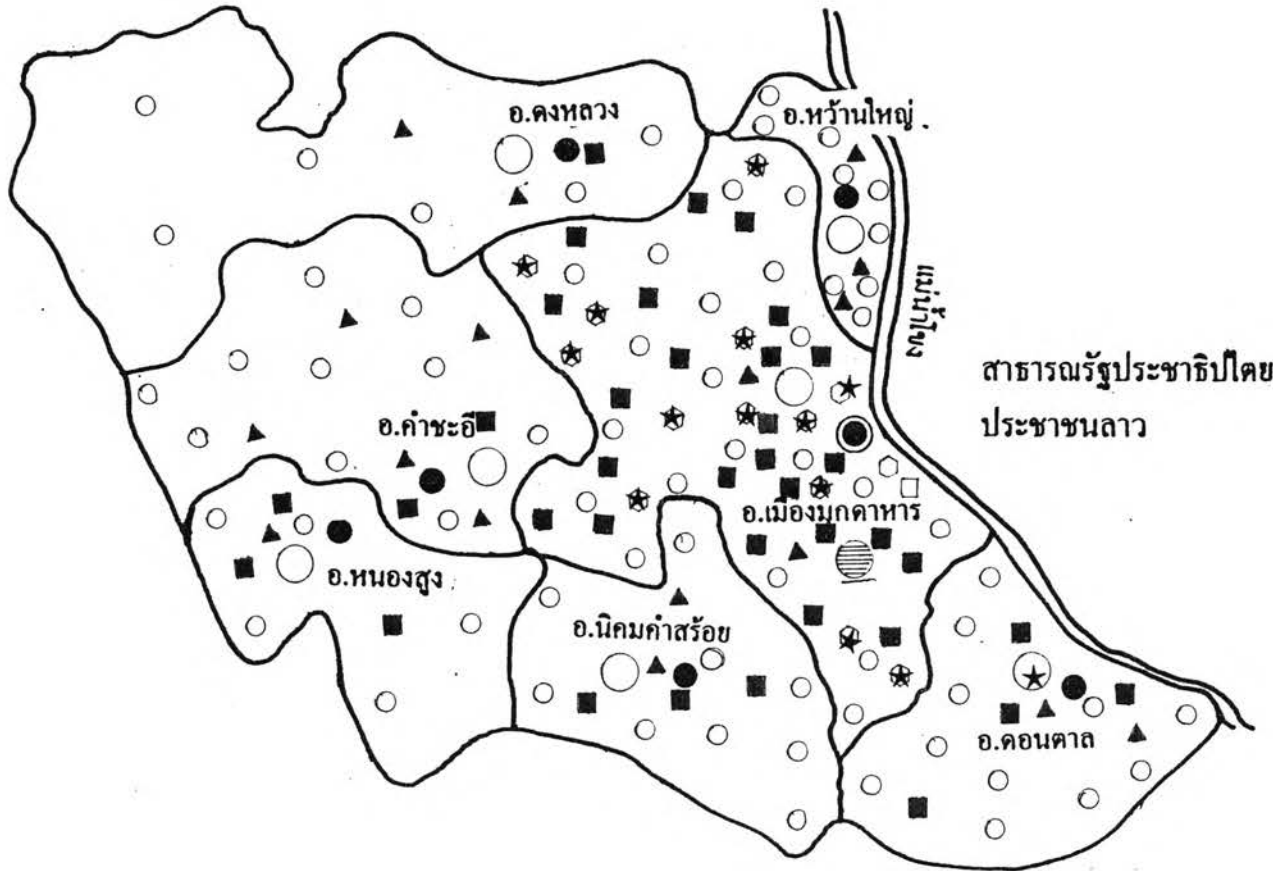 อ.ดงหลวง
อ.หว้านใหญ่
แม่น้ำโขง
สาธารณรัฐประชาธิปไตย
ประชาชนลาว
อ.คำชะอี
อ.เมืองมุกดาหาร
อ.หนองสูง
อ.นิคมคำสร้อย
อ.ดอนตาล